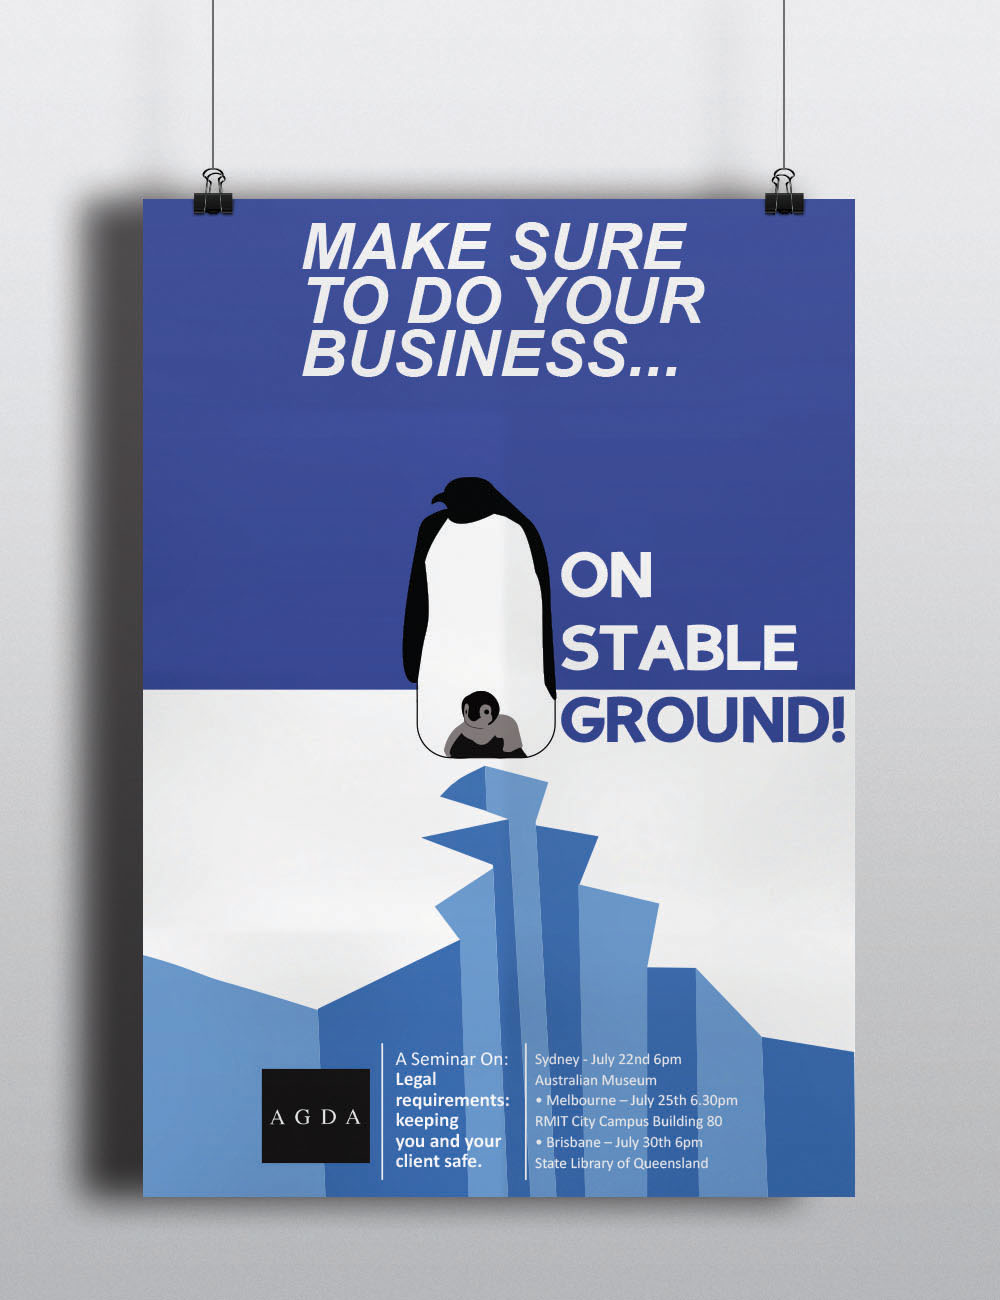 MAKE SURE
TO DO YOUR
BUSINESS...
ON
STABLE
GROUND!
AGDA
A Seminar On:
Legal
requirements:
keeping
you and your
client safe.
Sydney - July 22nd 6pm
Australian Museum
• Melbourne – July 25th 6.30pm
RMIT City Campus Building 80
• Brisbane – July 30th 6pm
State Library of Queensland